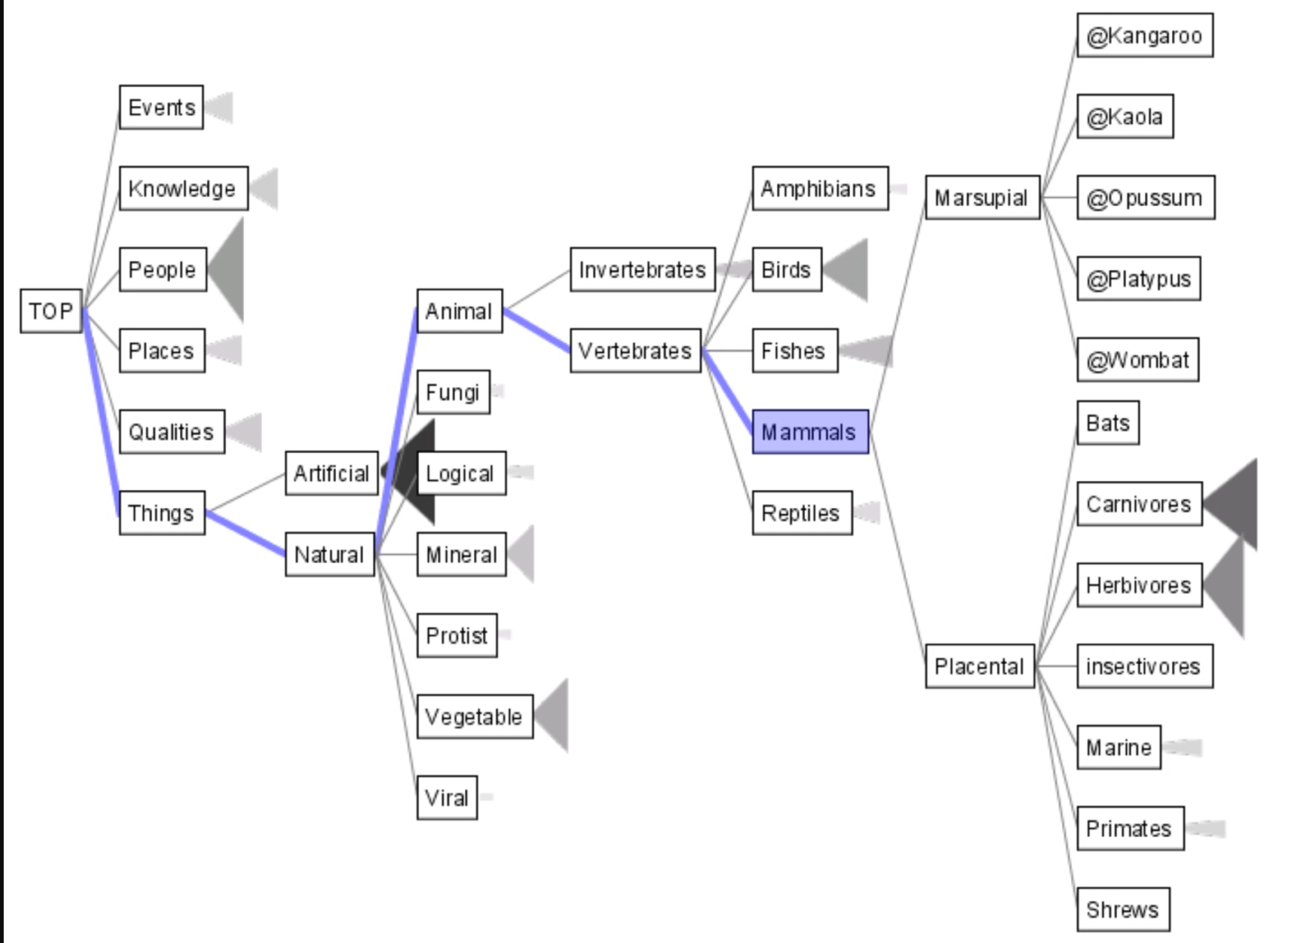 TOP
Events
Knowledge
People
Places
Qualities
Things
Artificial
Natural
Animal
Fungi
Logical
Mineral
Protist
Vegetable
Viral
Invertebrates
Vertebrates
Amphibians
Birds
Fishes
Mammals
Reptiles
Marsupial
Placental
@Kangaroo
@Kaola
@Opussum
@Platypus
@Wombat
Bats
Carnivores
Herbivores
insectivores
Marine
Primates
Shrews